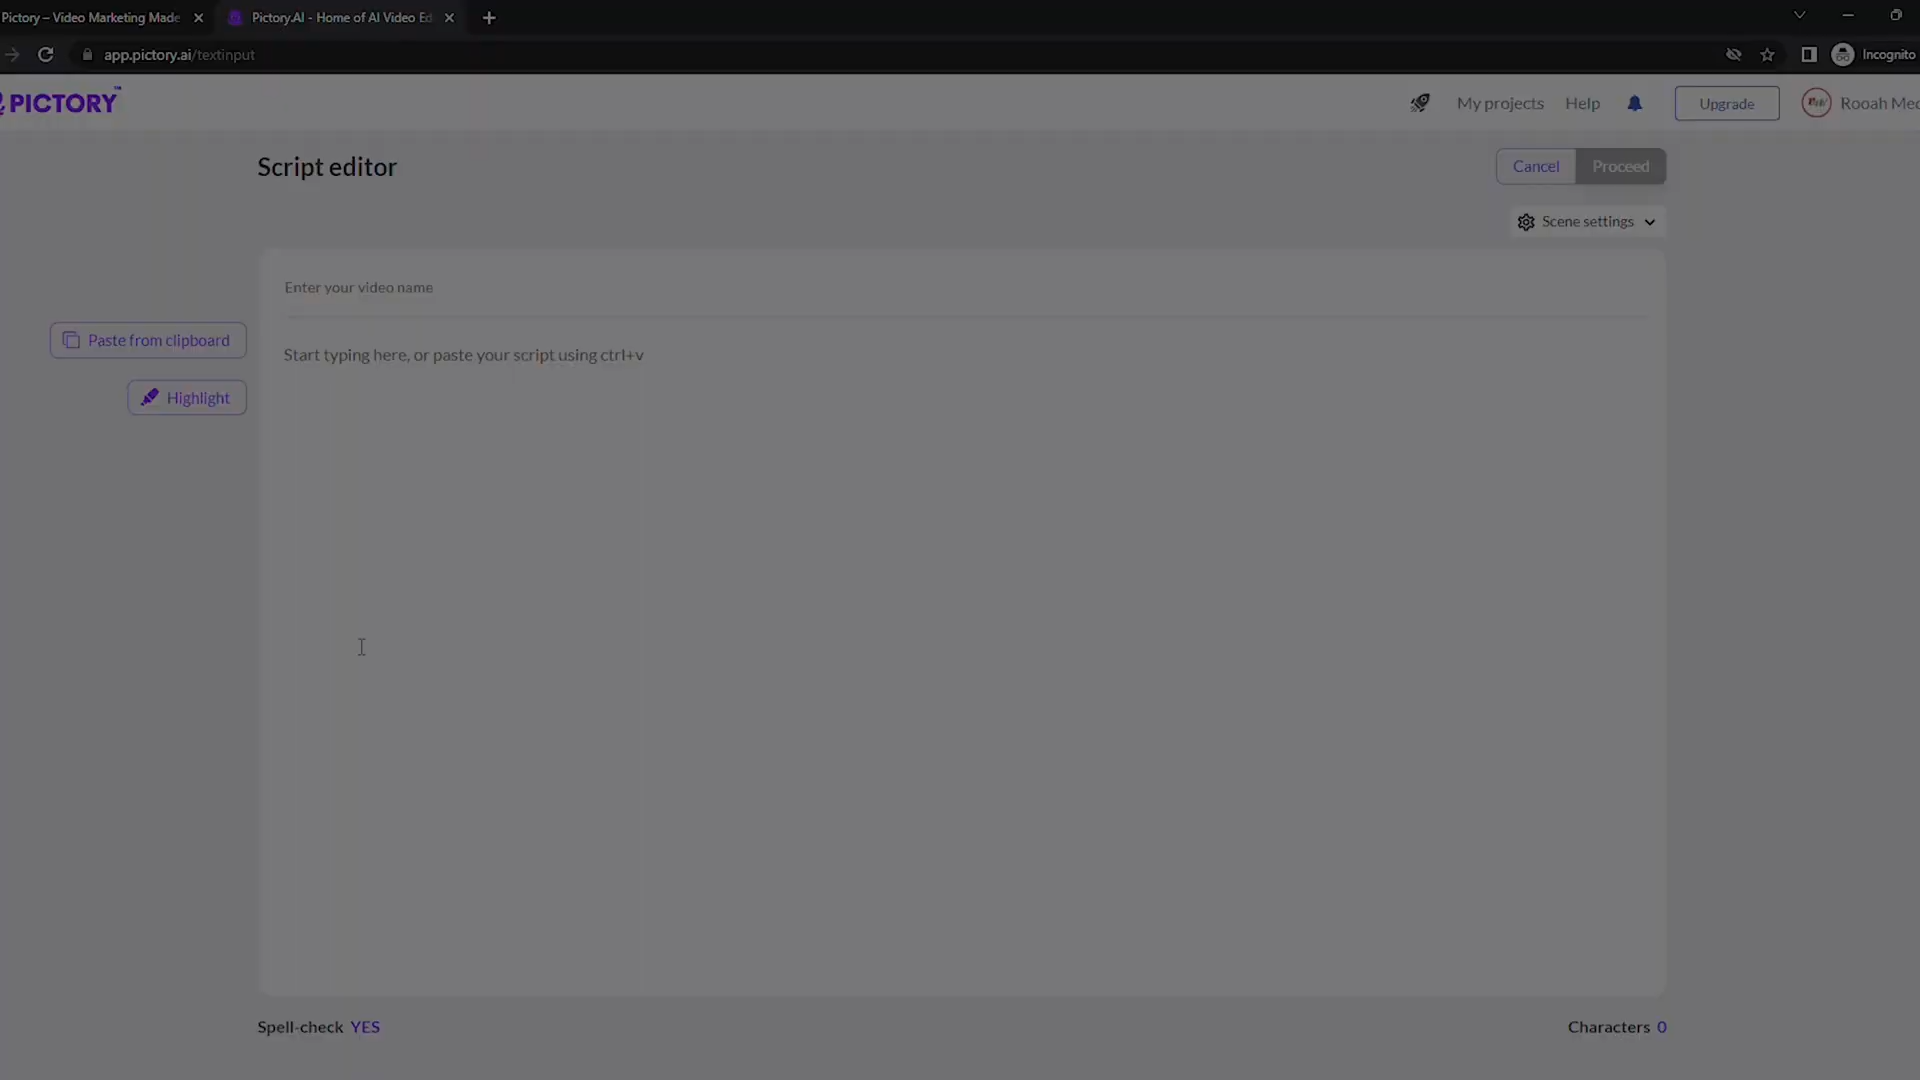 Pictory – Video Marketing Made
Pictory.AI - Home of AI Video Ed
app.pictory.ai/textinput
Incognito
PICTORY
My projects
Help
Upgrade
Rooah Med
Script editor
Cancel
Proceed
Scene settings
Enter your video name
Paste from clipboard
Start typing here, or paste your script using ctrl+v
Highlight
Spell-check YES
Characters 0